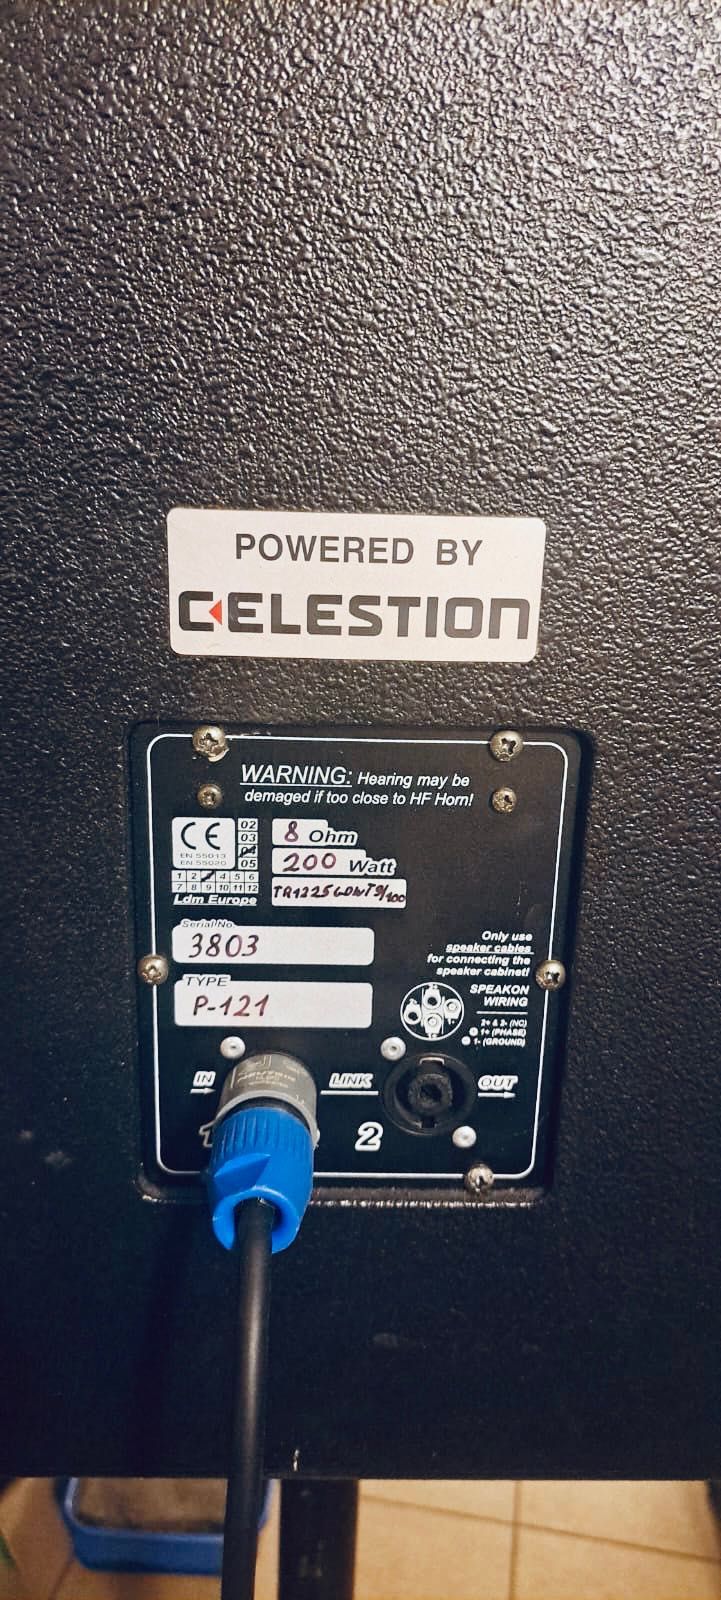 POWERED BY
CELESTION
WARNING: Hearing may be
demaged if too close to HF Horn!
CE
EN 55013
EN 55020
02
03
04
05
1 2 3 4 5 6
7 8 9 10 11 12
Ldm Europe
8 Ohm
200 Watt
Serial No.
3803
TYPE
P-121
Only use
speaker cables
for connecting the
speaker cabinet!
SPEAKON
WIRING
2+ & 2- (NC)
1+ (PHASE)
1- (GROUND)
IN
LINK
OUT
1
2